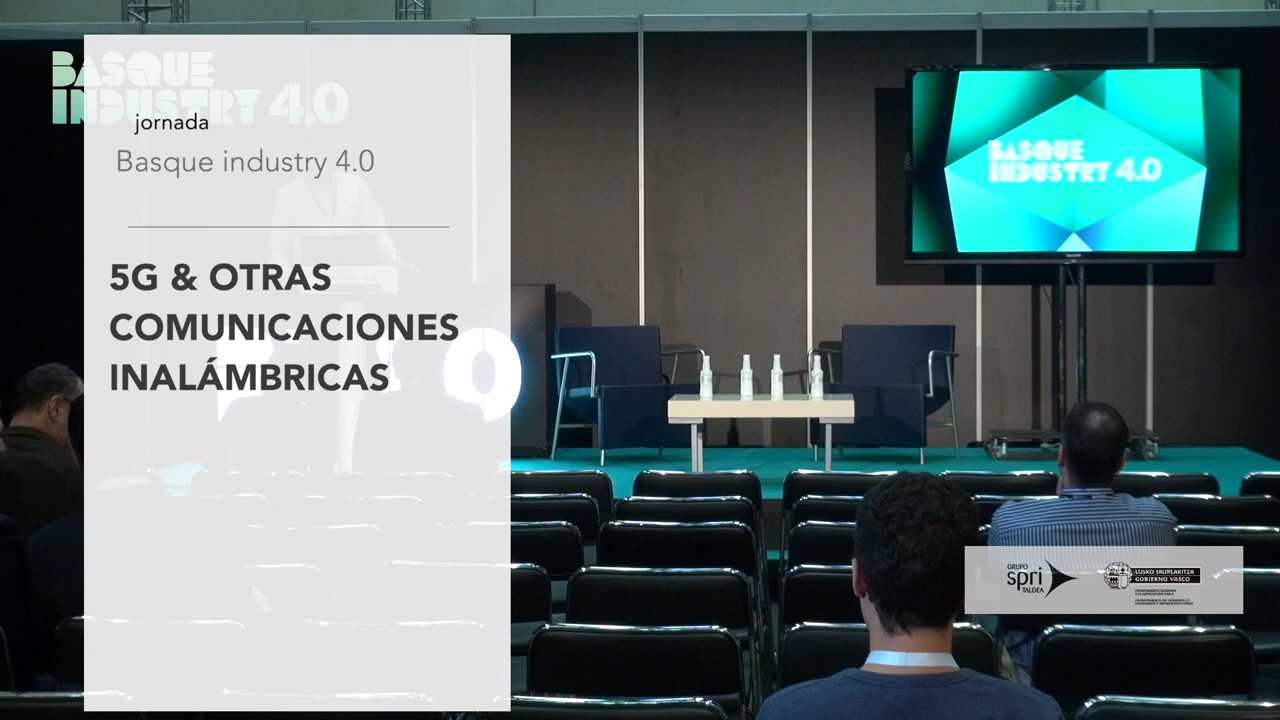 BASQUE
INDUSTRY 4.0
jornada
Basque industry 4.0
5G & OTRAS
COMUNICACIONES
INALÁMBRICAS
BASQUE
INDUSTRY 4.0
0
GRUPO
spri
TALDEA
EUSKO JAURLARITZA
GOBIERNO VASCO